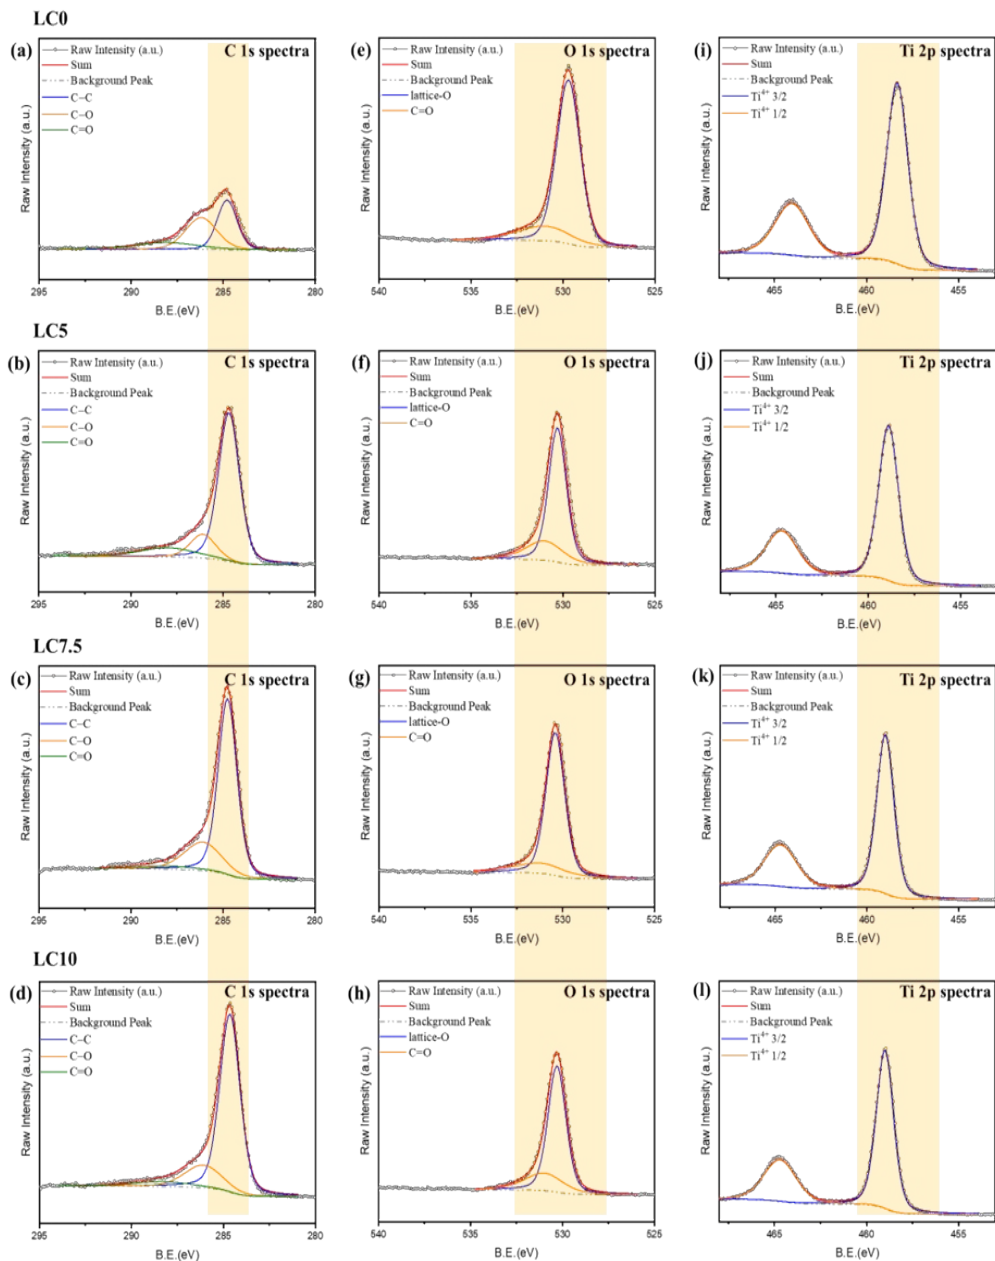 LC0
(a)
C 1s spectra
Raw Intensity (a.u.)
Sum
Background Peak
C−C
C−O
C=O
Raw Intensity (a.u.)
295 290 285 280
B.E.(eV)
(e)
O 1s spectra
Raw Intensity (a.u.)
Sum
Background Peak
lattice-O
C=O
Raw Intensity (a.u.)
540 535 530 525
B.E.(eV)
(i)
Ti 2p spectra
Raw Intensity (a.u.)
Sum
Background Peak
Ti⁴⁺ 3/2
Ti⁴⁺ 1/2
Raw Intensity (a.u.)
465 460 455
B.E.(eV)
LC5
(b)
C 1s spectra
Raw Intensity (a.u.)
Sum
Background Peak
C−C
C−O
C=O
Raw Intensity (a.u.)
295 290 285 280
B.E.(eV)
(f)
O 1s spectra
Raw Intensity (a.u.)
Sum
Background Peak
lattice-O
C=O
Raw Intensity (a.u.)
540 535 530 525
B.E.(eV)
(j)
Ti 2p spectra
Raw Intensity (a.u.)
Sum
Background Peak
Ti⁴⁺ 3/2
Ti⁴⁺ 1/2
Raw Intensity (a.u.)
465 460 455
B.E.(eV)
LC7.5
(c)
C 1s spectra
Raw Intensity (a.u.)
Sum
Background Peak
C−C
C−O
C=O
Raw Intensity (a.u.)
295 290 285 280
B.E.(eV)
(g)
O 1s spectra
Raw Intensity (a.u.)
Sum
Background Peak
lattice-O
C=O
Raw Intensity (a.u.)
540 535 530 525
B.E.(eV)
(k)
Ti 2p spectra
Raw Intensity (a.u.)
Sum
Background Peak
Ti⁴⁺ 3/2
Ti⁴⁺ 1/2
Raw Intensity (a.u.)
465 460 455
B.E.(eV)
LC10
(d)
C 1s spectra
Raw Intensity (a.u.)
Sum
Background Peak
C−C
C−O
C=O
Raw Intensity (a.u.)
295 290 285 280
B.E.(eV)
(h)
O 1s spectra
Raw Intensity (a.u.)
Sum
Background Peak
lattice-O
C=O
Raw Intensity (a.u.)
540 535 530 525
B.E.(eV)
(l)
Ti 2p spectra
Raw Intensity (a.u.)
Sum
Background Peak
Ti⁴⁺ 3/2
Ti⁴⁺ 1/2
Raw Intensity (a.u.)
465 460 455
B.E.(eV)